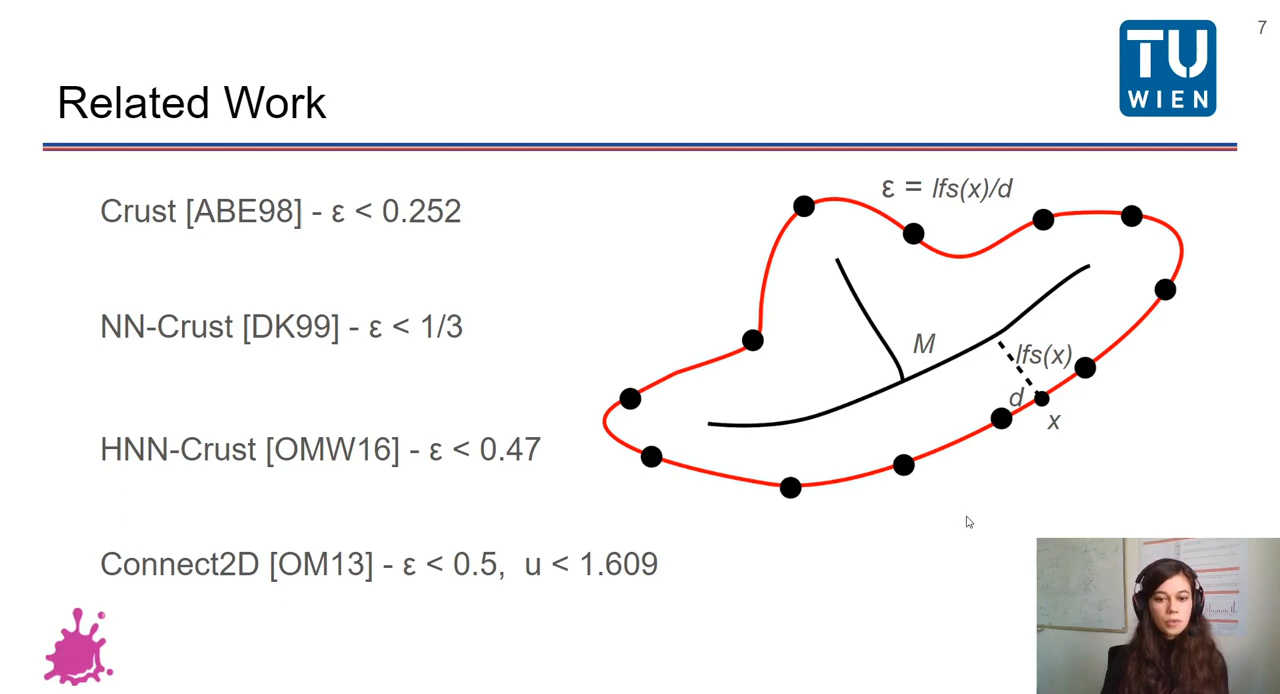 7
TU
WIEN
Related Work
Crust [ABE98] - ε < 0.252
NN-Crust [DK99] - ε < 1/3
HNN-Crust [OMW16] - ε < 0.47
Connect2D [OM13] - ε < 0.5, u < 1.609
ε = lfs(x)/d
M
lfs(x)
d
x